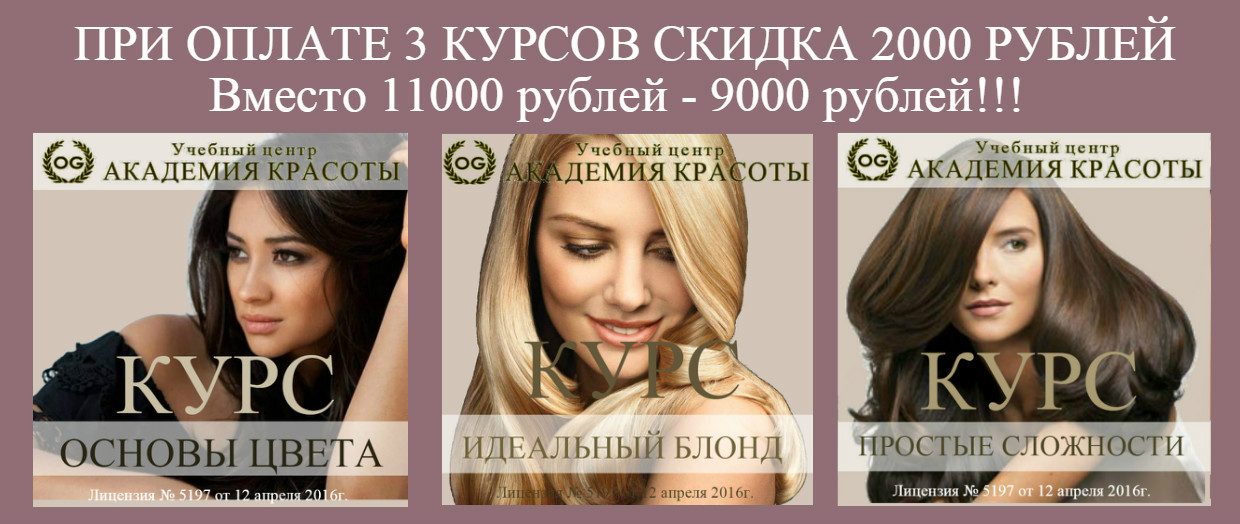 ПРИ ОПЛАТЕ 3 КУРСОВ СКИДКА 2000 РУБЛЕЙ
Вместо 11000 рублей - 9000 рублей!!!
OG
Учебный центр
АКАДЕМИЯ КРАСОТЫ
КУРС
ОСНОВЫ ЦВЕТА
Лицензия № 5197 от 12 апреля 2016г.
OG
Учебный центр
АКАДЕМИЯ КРАСОТЫ
КУРС
ИДЕАЛЬНЫЙ БЛОНД
Лицензия № 5197 от 12 апреля 2016г.
OG
Учебный центр
АКАДЕМИЯ КРАСОТЫ
КУРС
ПРОСТЫЕ СЛОЖНОСТИ
Лицензия № 5197 от 12 апреля 2016г.